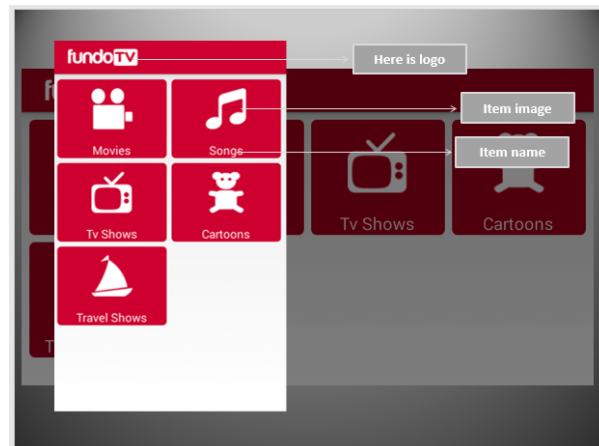 fundoTV
Here is logo
Item image
Movies
Songs
Item name
Tv Shows
Cartoons
Tv Shows
Cartoons
Travel Shows